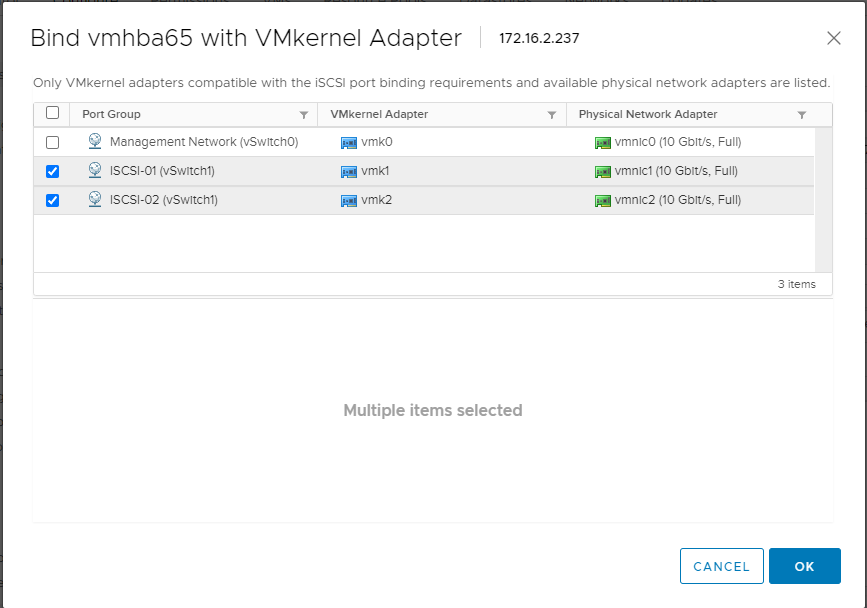 Bind vmhba65 with VMkernel Adapter 172.16.2.237
Only VMkernel adapters compatible with the iSCSI port binding requirements and available physical network adapters are listed.
Port Group VMkernel Adapter Physical Network Adapter
Management Network (vSwitch0) vmk0 vmnic0 (10 Gbit/s, Full)
ISCSI-01 (vSwitch1) vmk1 vmnic1 (10 Gbit/s, Full)
ISCSI-02 (vSwitch1) vmk2 vmnic2 (10 Gbit/s, Full)
3 items
Multiple items selected
CANCEL OK